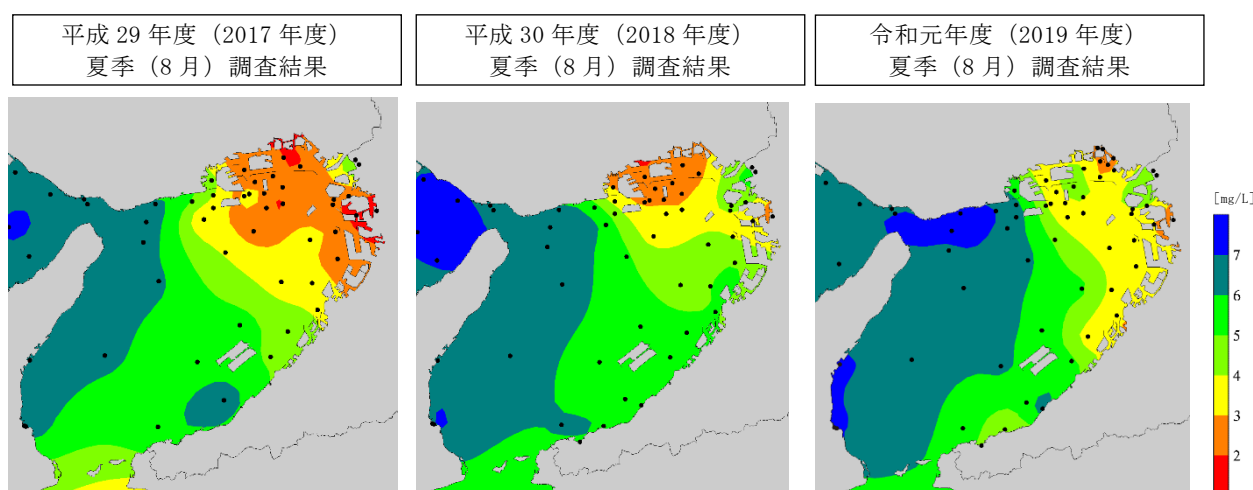 平成 29 年度（2017 年度）
夏季（8 月）調査結果
平成 30 年度（2018 年度）
夏季（8 月）調査結果
令和元年度（2019 年度）
夏季（8 月）調査結果
[mg/L]
7
6
5
4
3
2